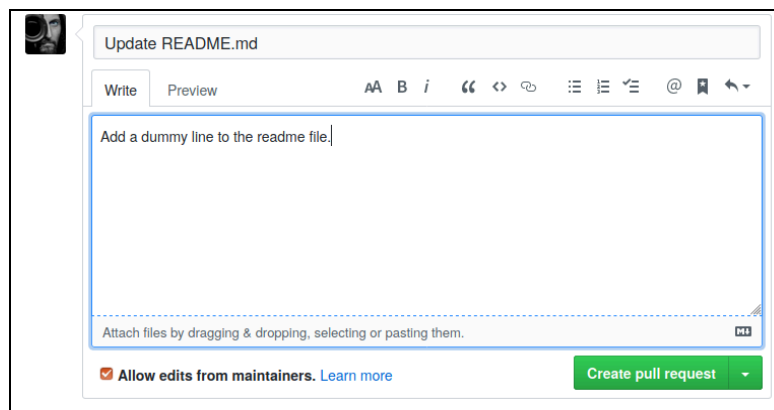 Update README.md
Write Preview AA B i “ <> @
Add a dummy line to the readme file.
Attach files by dragging & dropping, selecting or pasting them. M
Allow edits from maintainers. Learn more Create pull request